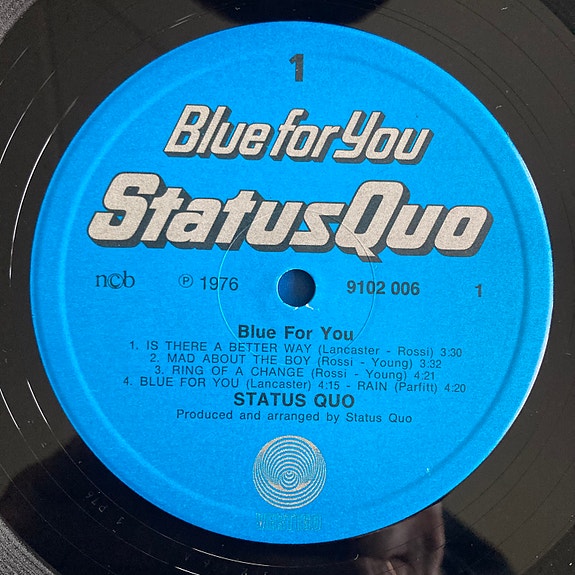 1
Blue for You
Status Quo
ncb ℗ 1976 9102 006 1
Blue For You
1. IS THERE A BETTER WAY (Lancaster - Rossi) 3:30
2. MAD ABOUT THE BOY (Rossi - Young) 3:32
3. RING OF A CHANGE (Rossi - Young) 4:21
4. BLUE FOR YOU (Lancaster) 4:15 - RAIN (Parfitt) 4:20
STATUS QUO
Produced and arranged by Status Quo